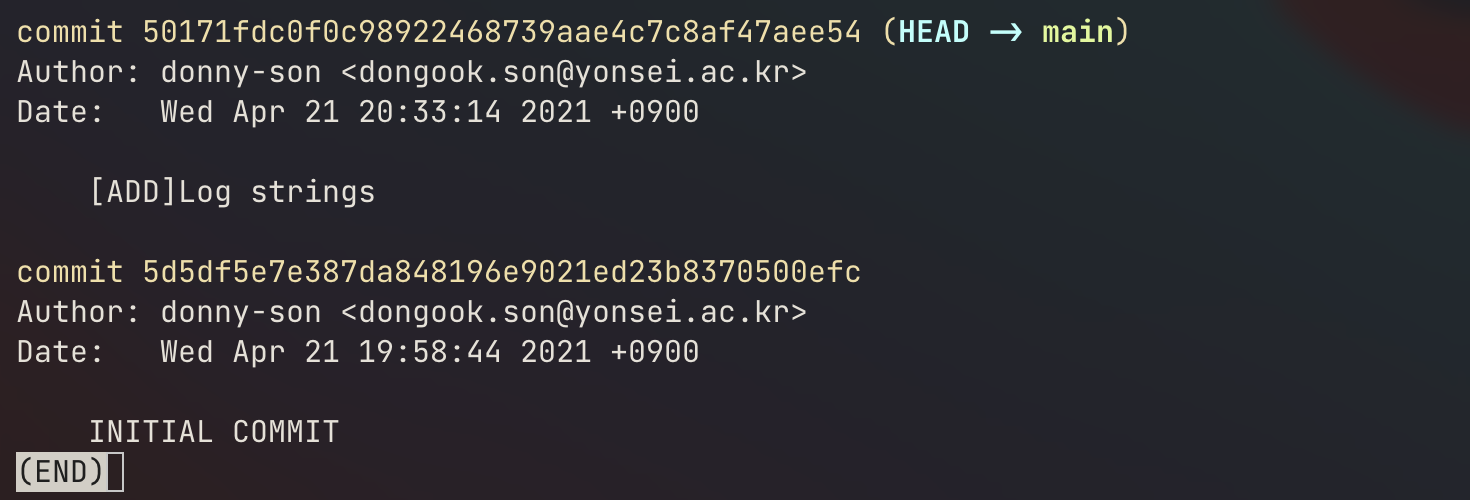 commit 50171fdc0f0c98922468739aae4c7c8af47aee54 (HEAD -> main)
Author: donny-son <dongook.son@yonsei.ac.kr>
Date:   Wed Apr 21 20:33:14 2021 +0900
[ADD]Log strings
commit 5d5df5e7e387da848196e9021ed23b8370500efc
Author: donny-son <dongook.son@yonsei.ac.kr>
Date:   Wed Apr 21 19:58:44 2021 +0900
INITIAL COMMIT
(END)